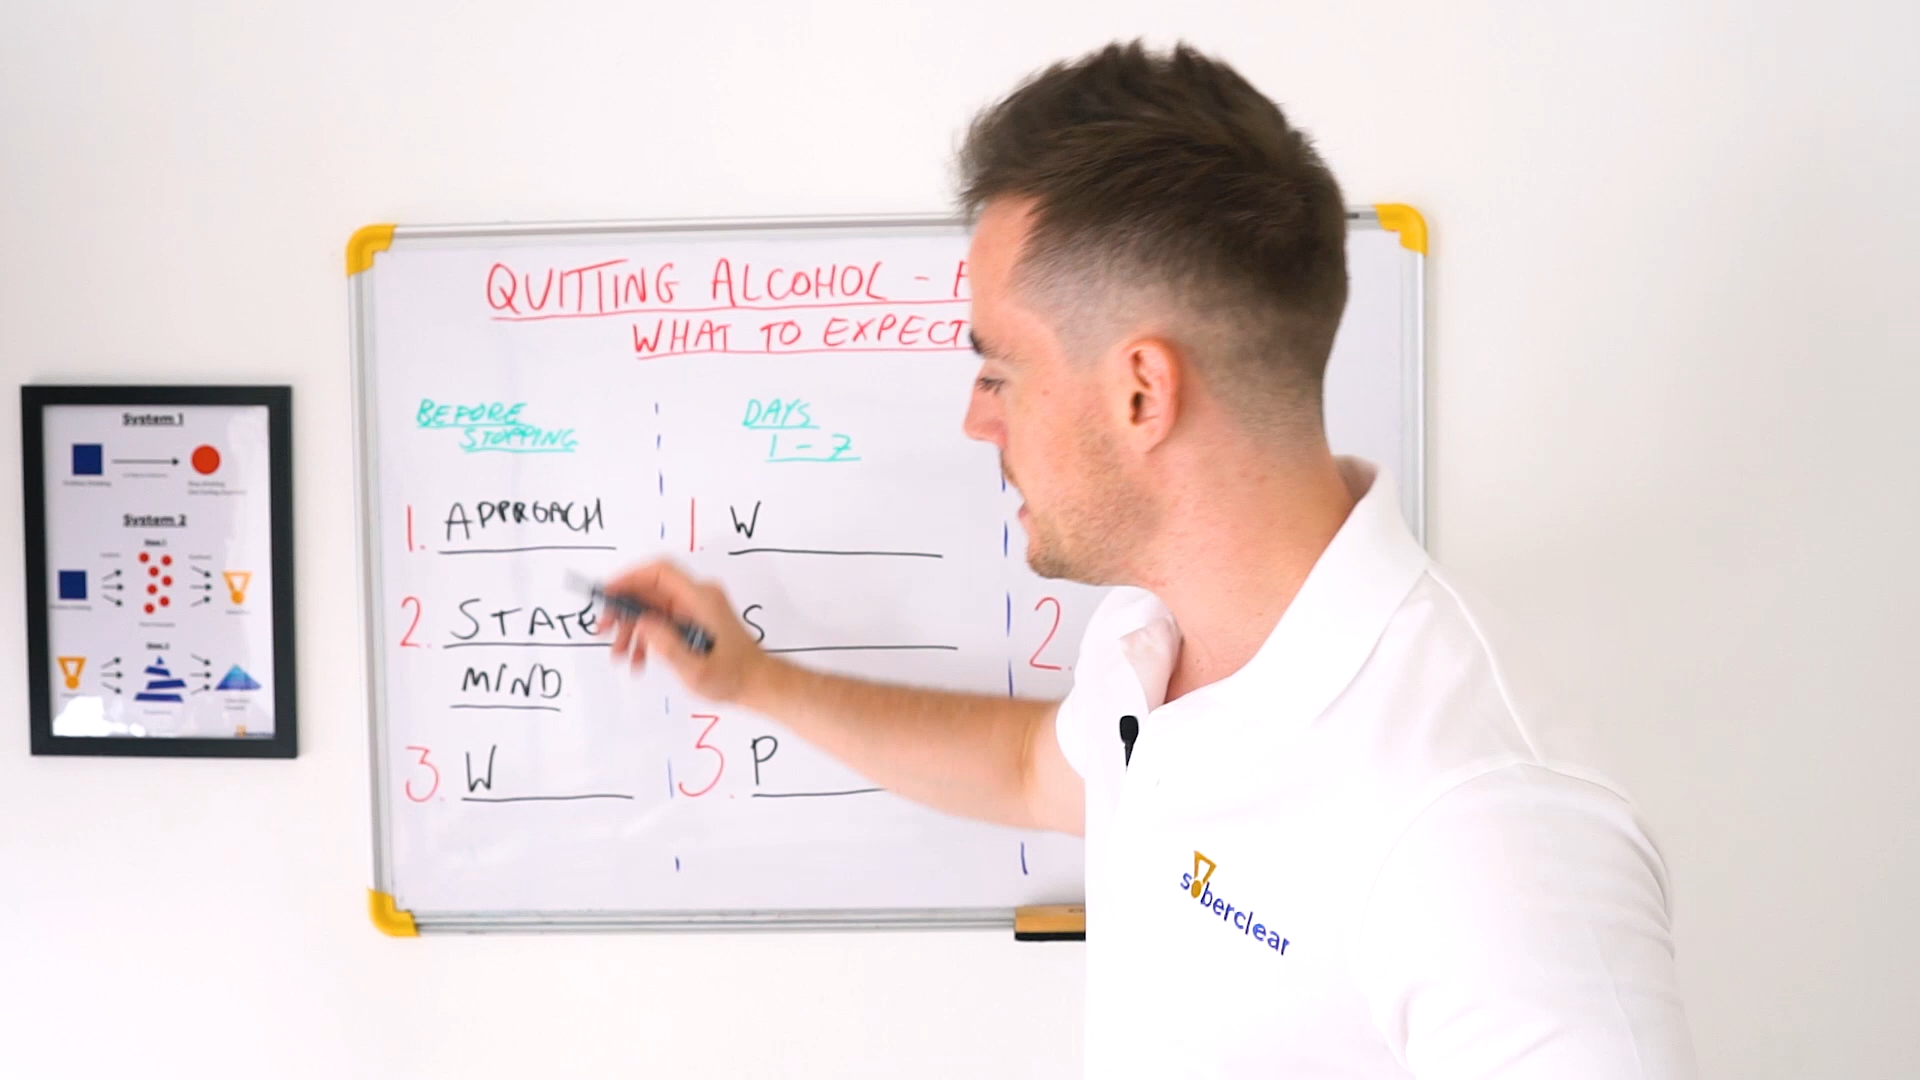 QUITTING ALCOHOL -
WHAT TO EXPECT
BEFORE
STOPPING
DAYS
1 - 7
1. APPROACH
1. W
2. STATE
S
2.
MIND
3. W
3. P
System 1
System 2
soberclear